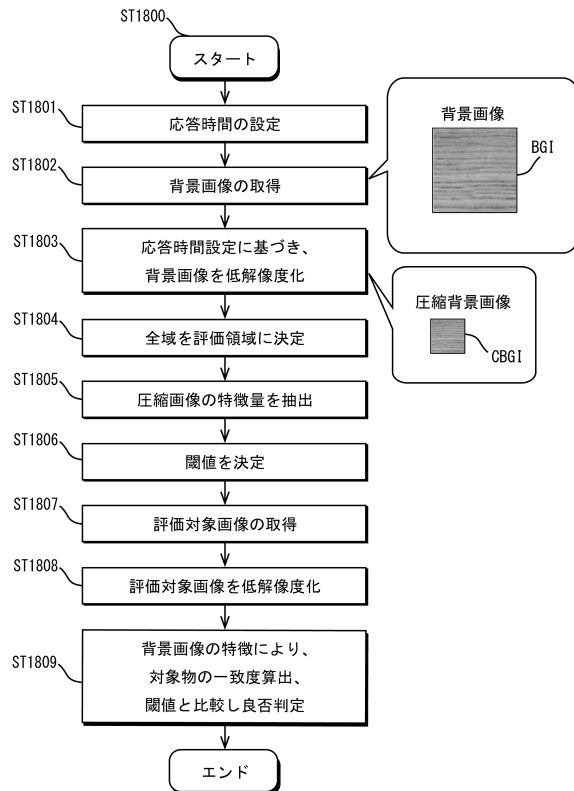 ST1800
スタート
ST1801
応答時間の設定
ST1802
背景画像の取得
背景画像
BGI
ST1803
応答時間設定に基づき、
背景画像を低解像度化
圧縮背景画像
CBGI
ST1804
全域を評価領域に決定
ST1805
圧縮画像の特徴量を抽出
ST1806
閾値を決定
ST1807
評価対象画像の取得
ST1808
評価対象画像を低解像度化
ST1809
背景画像の特徴により、
対象物の一致度算出、
閾値と比較し良否判定
エンド